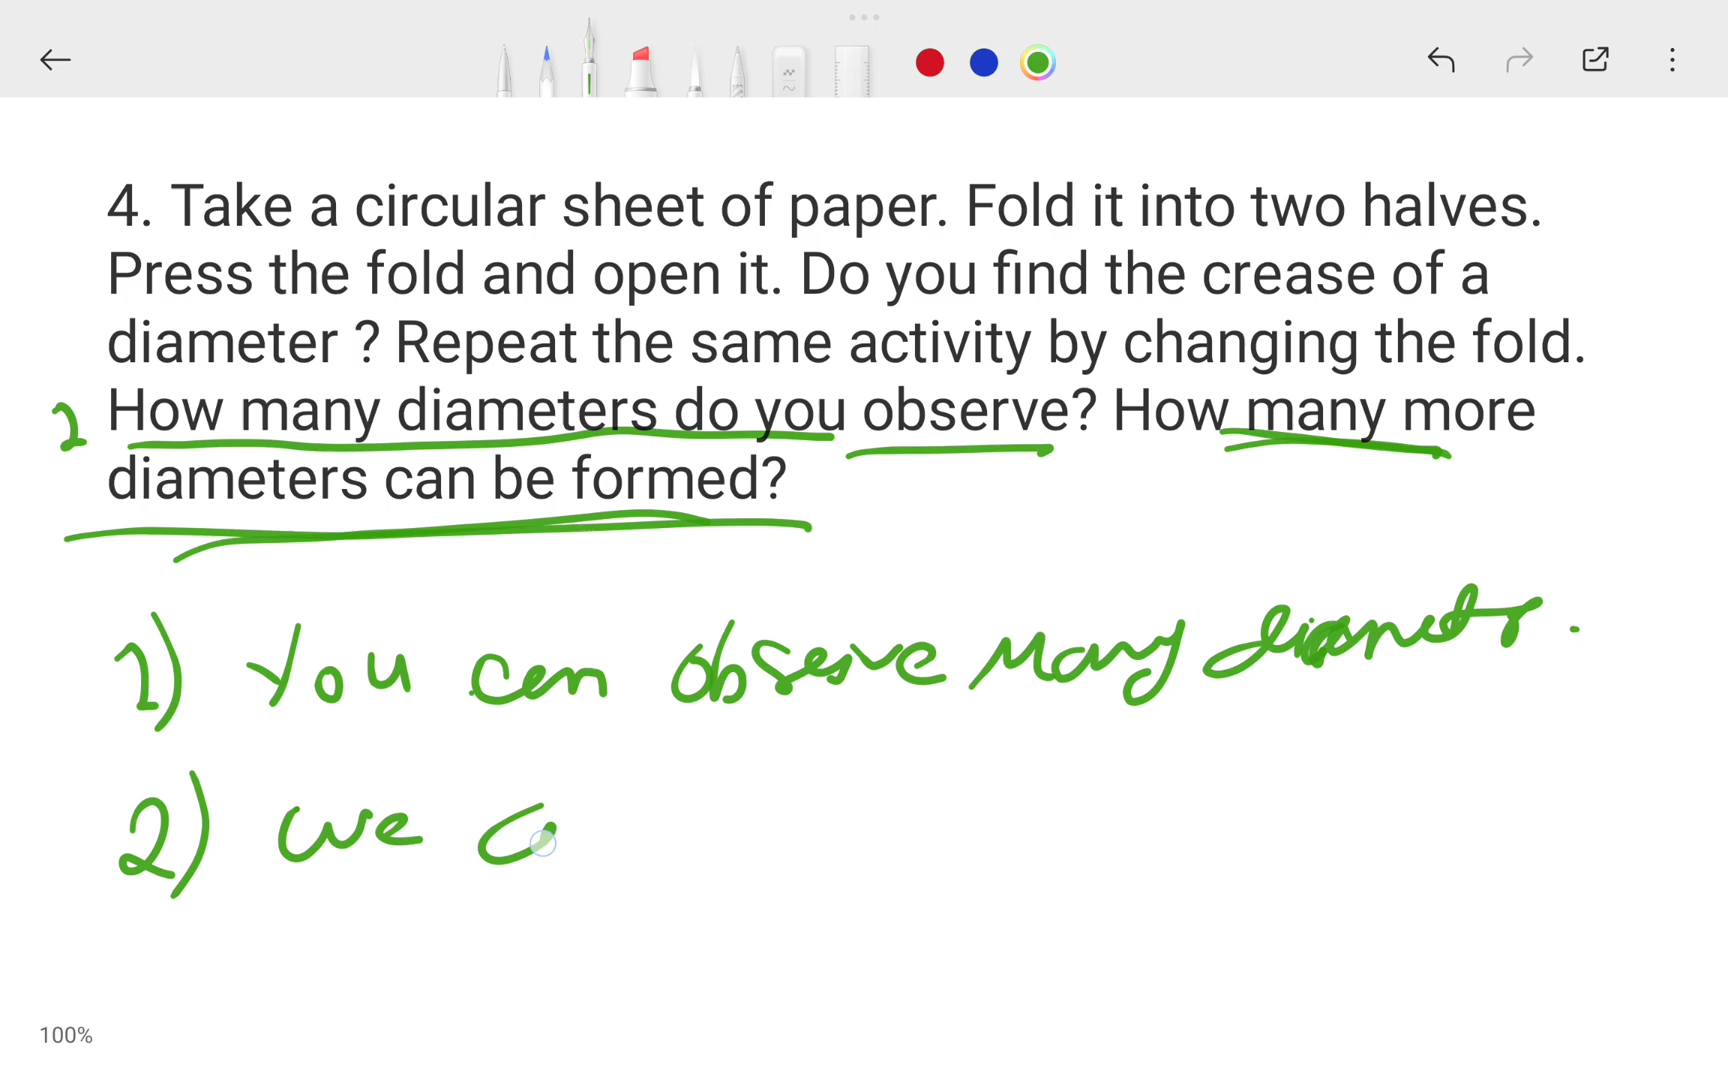 4. Take a circular sheet of paper. Fold it into two halves.
Press the fold and open it. Do you find the crease of a
diameter ? Repeat the same activity by changing the fold.
2 How many diameters do you observe? How many more
diameters can be formed?
1) You can observe Many
2) we
100%